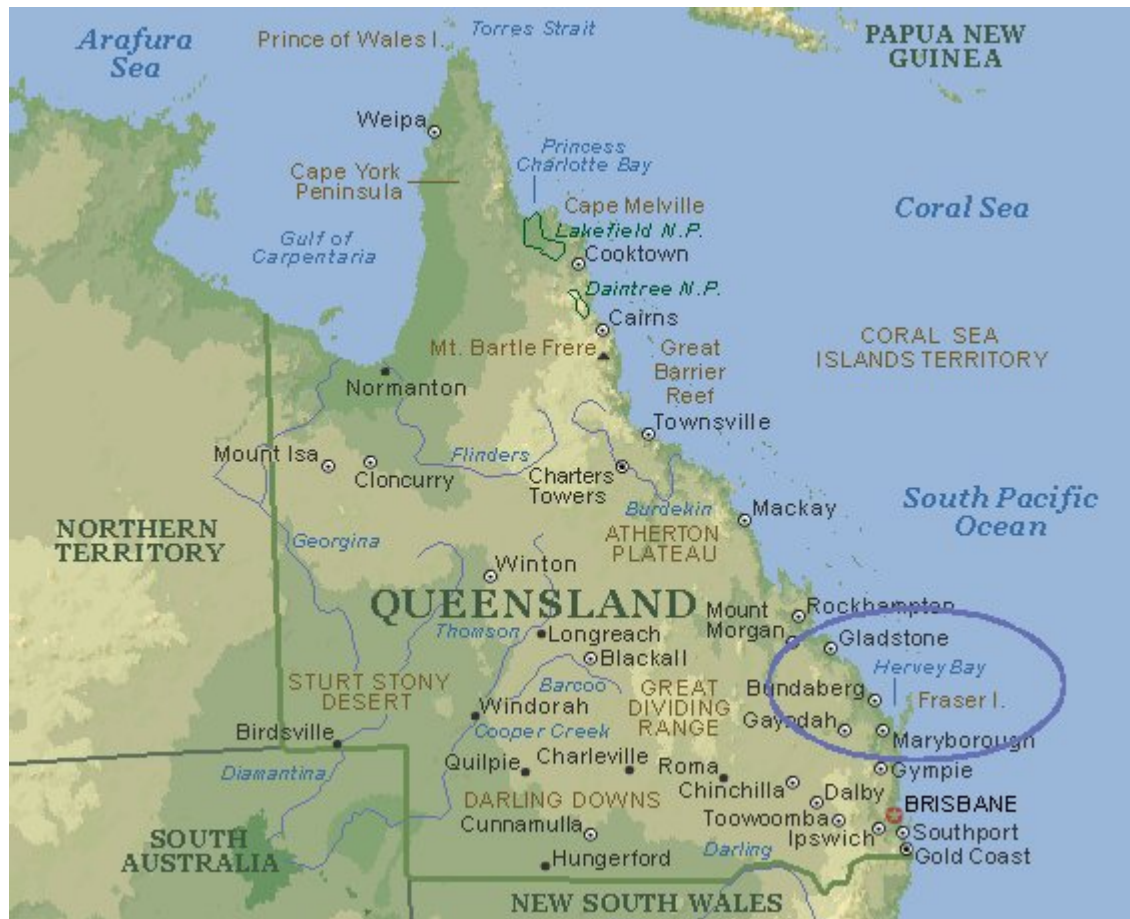 Arafura
Sea
Prince of Wales I.
Torres Strait
PAPUA NEW
GUINEA
Weipa
Princess
Charlotte Bay
Cape York
Peninsula
Cape Melville
Coral Sea
Lakefield N.P.
Gulf of
Carpentaria
Cooktown
Daintree N.P.
Cairns
Mt. Bartle Frere
Great
Barrier
Reef
CORAL SEA
ISLANDS TERRITORY
Normanton
Townsville
Mount Isa
Cloncurry
Flinders
Charters
Towers
Burdekin
Mackay
South Pacific
Ocean
NORTHERN
TERRITORY
Georgina
ATHERTON
PLATEAU
Winton
QUEENSLAND
Mount
Morgan
Rockhampton
Thomson
Longreach
Gladstone
Blackall
Hervey Bay
STURT STONY
DESERT
Barcoo
GREAT
DIVIDING
RANGE
Bundaberg
Fraser I.
Windorah
Gayndah
Birdsville
Cooper Creek
Maryborough
Diamantina
Quilpie
Charleville
Roma
Gympie
Chinchilla
Dalby
DARLING DOWNS
BRISBANE
Cunnamulla
Toowoomba
Ipswich
Southport
SOUTH
AUSTRALIA
Hungerford
Darling
Gold Coast
NEW SOUTH WALES